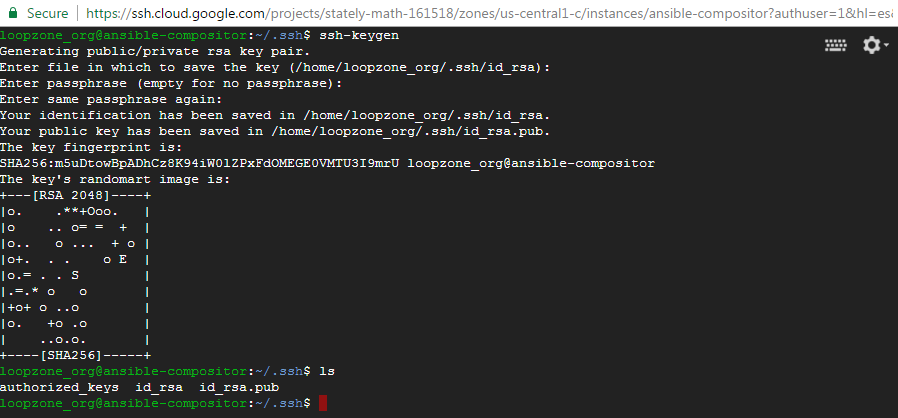 Secure
https://ssh.cloud.google.com/projects/stately-math-161518/zones/us-central1-c/instances/ansible-compositor?authuser=1&hl=es&
loopzone_org@ansible-compositor:~/.ssh$ ssh-keygen
Generating public/private rsa key pair.
Enter file in which to save the key (/home/loopzone_org/.ssh/id_rsa):
Enter passphrase (empty for no passphrase):
Enter same passphrase again:
Your identification has been saved in /home/loopzone_org/.ssh/id_rsa.
Your public key has been saved in /home/loopzone_org/.ssh/id_rsa.pub.
The key fingerprint is:
SHA256:m5uDtowBpADhCz8K94iW0lZPxFdOMEGE0VMTU3I9mrU loopzone_org@ansible-compositor
The key's randomart image is:
+---[RSA 2048]----+
|o.    .**+Ooo.   |
|o    .. o= =  +  |
|o..   o ...  + o |
|o+.  . .    o E  |
|o.= . . S        |
|.=.* o   o       |
|+o+ o ..o        |
|o.   +o .o       |
|    ..o.o.       |
+----[SHA256]-----+
loopzone_org@ansible-compositor:~/.ssh$ ls
authorized_keys  id_rsa  id_rsa.pub
loopzone_org@ansible-compositor:~/.ssh$